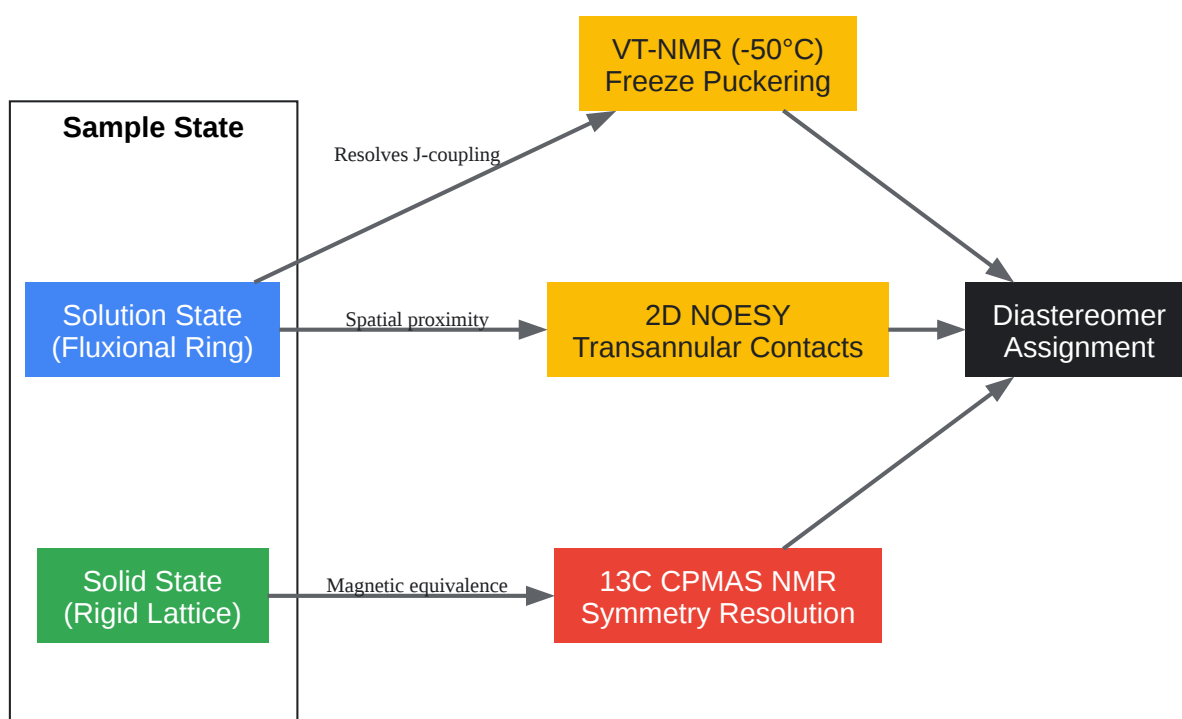 VT-NMR (-50°C)
Freeze Puckering
Sample State
Resolves J-coupling
Solution State
(Fluxional Ring)
Spatial proximity
2D NOESY
Transannular Contacts
Diastereomer
Assignment
Solid State
(Rigid Lattice)
Magnetic equivalence
13C CPMAS NMR
Symmetry Resolution